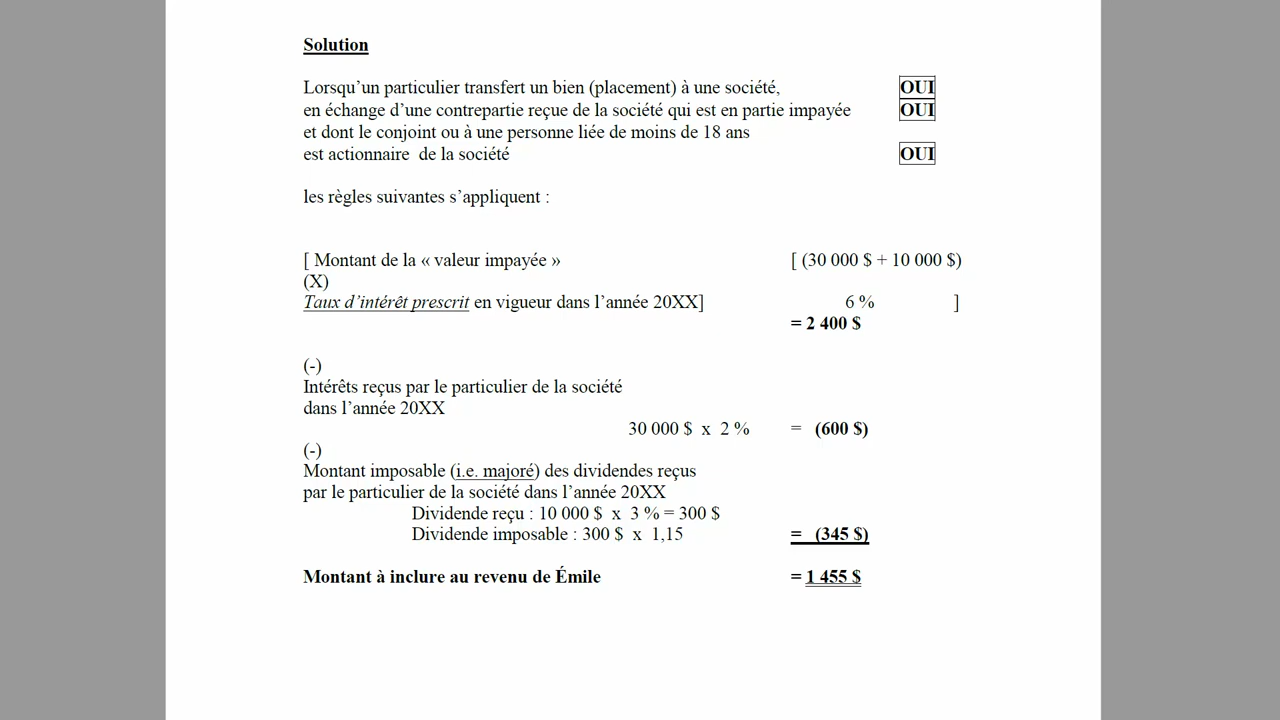 Solution
Lorsqu'un particulier transfert un bien (placement) à une société, OUI
en échange d'une contrepartie reçue de la société qui est en partie impayée OUI
et dont le conjoint ou à une personne liée de moins de 18 ans
est actionnaire de la société OUI
les règles suivantes s'appliquent :
[ Montant de la « valeur impayée » [ (30 000 $ + 10 000 $)
(X)
Taux d'intérêt prescrit en vigueur dans l'année 20XX] 6 % ]
= 2 400 $
(-)
Intérêts reçus par le particulier de la société
dans l'année 20XX
30 000 $ x 2 % = (600 $)
(-)
Montant imposable (i.e. majoré) des dividendes reçus
par le particulier de la société dans l'année 20XX
Dividende reçu : 10 000 $ x 3 % = 300 $
Dividende imposable : 300 $ x 1,15 = (345 $)
Montant à inclure au revenu de Émile = 1 455 $